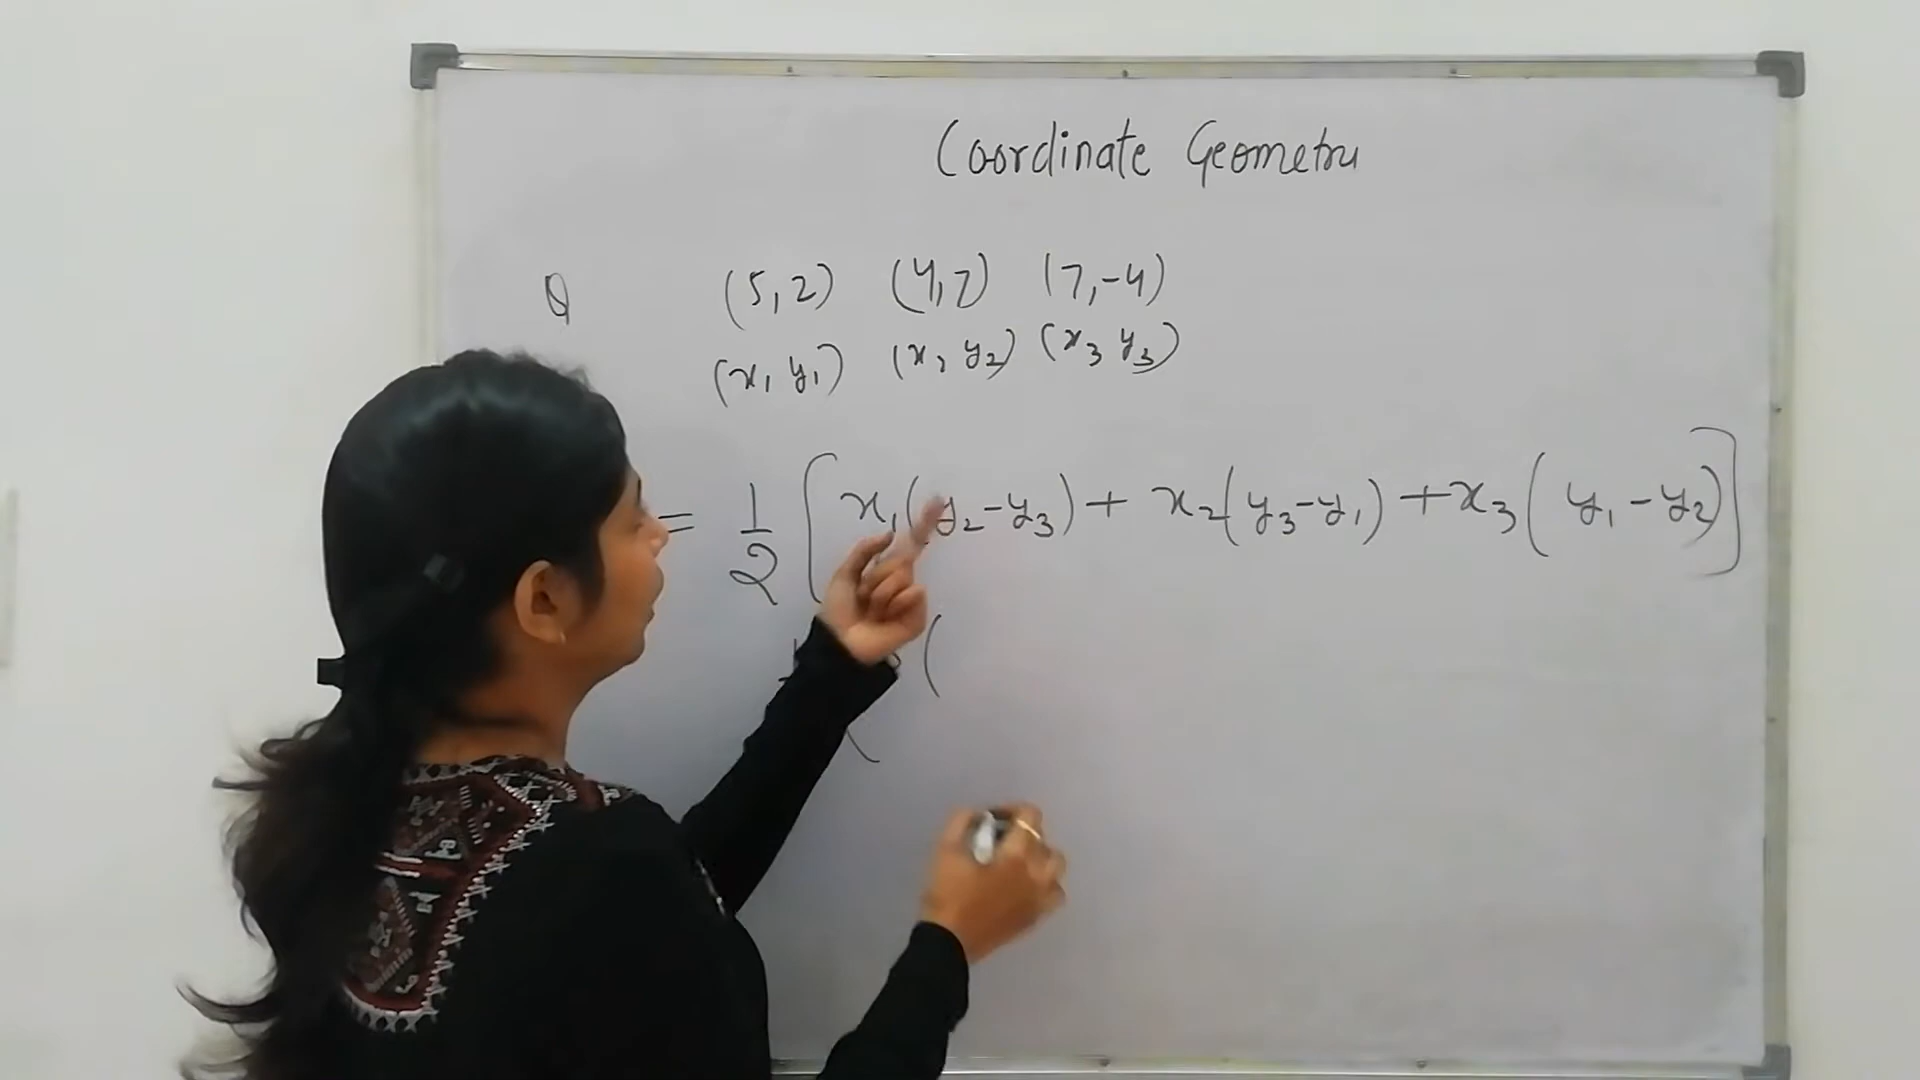 Coordinate Geometry
Q (5,2) (4,7) (7,-4)
(x₁ y₁) (x₂ y₂) (x₃ y₃)
= 1/2 [x₁(y₂-y₃)+ x₂(y₃-y₁) +x₃( y₁-y₂)]
(